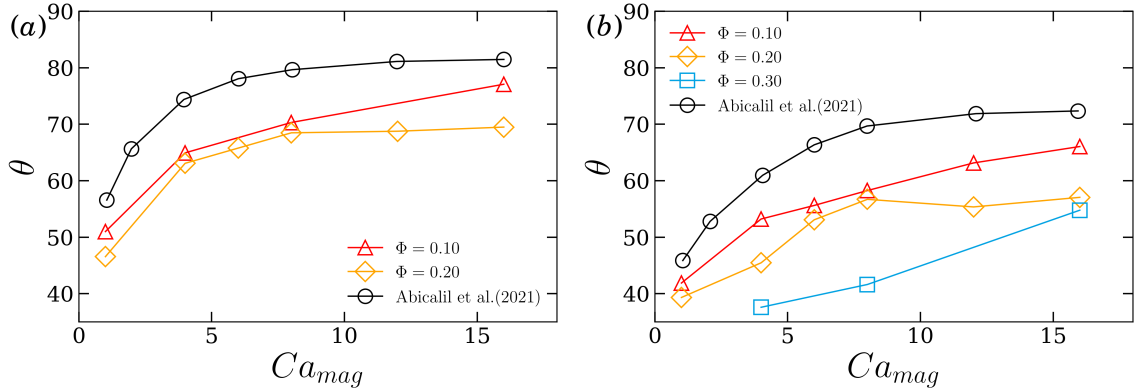 (a)
90
80
70
60
50
40
θ
0 5 10 15
Ca_mag
Φ = 0.10
Φ = 0.20
Abicalil et al.(2021)
(b)
90
80
70
60
50
40
θ
0 5 10 15
Ca_mag
Φ = 0.10
Φ = 0.20
Φ = 0.30
Abicalil et al.(2021)